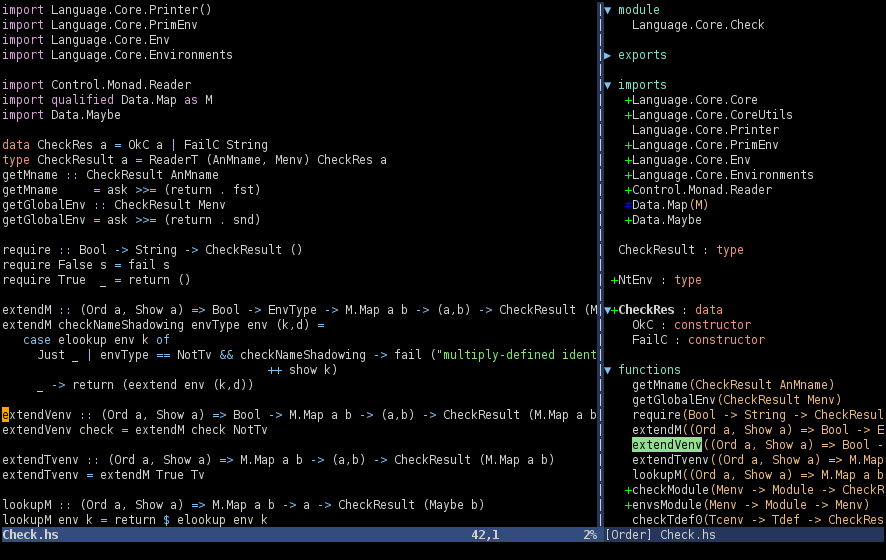 import Language.Core.Printer()
import Language.Core.PrimEnv
import Language.Core.Env
import Language.Core.Environments

import Control.Monad.Reader
import qualified Data.Map as M
import Data.Maybe

data CheckRes a = OkC a | FailC String
type CheckResult a = ReaderT (AnMname, Menv) CheckRes a
getMname :: CheckResult AnMname
getMname     = ask >>= (return . fst)
getGlobalEnv :: CheckResult Menv
getGlobalEnv = ask >>= (return . snd)

require :: Bool -> String -> CheckResult ()
require False s = fail s
require True  _ = return ()

extendM :: (Ord a, Show a) => Bool -> EnvType -> M.Map a b -> (a,b) -> CheckResult (M
extendM checkNameShadowing envType env (k,d) =
   case elookup env k of
     Just _ | envType == NotTv && checkNameShadowing -> fail ("multiply-defined ident
                                      ++ show k)
     _ -> return (eextend env (k,d))

extendVenv :: (Ord a, Show a) => Bool -> M.Map a b -> (a,b) -> CheckResult (M.Map a b
extendVenv check = extendM check NotTv

extendTvenv :: (Ord a, Show a) => M.Map a b -> (a,b) -> CheckResult (M.Map a b)
extendTvenv = extendM True Tv

lookupM :: (Ord a, Show a) => M.Map a b -> a -> CheckResult (Maybe b)
lookupM env k = return $ elookup env k
Check.hs 42,1 2%
▼ module
    Language.Core.Check

▶ exports

▼ imports
   +Language.Core.Core
   +Language.Core.CoreUtils
    Language.Core.Printer
   +Language.Core.PrimEnv
   +Language.Core.Env
   +Language.Core.Environments
   +Control.Monad.Reader
   #Data.Map(M)
   +Data.Maybe

  CheckResult : type

 +NtEnv : type

▼+CheckRes : data
    OkC : constructor
    FailC : constructor

▼ functions
    getMname(CheckResult AnMname)
    getGlobalEnv(CheckResult Menv)
    require(Bool -> String -> CheckResul
    extendM((Ord a, Show a) => Bool -> E
    extendVenv((Ord a, Show a) => Bool -
    extendTvenv((Ord a, Show a) => M.Map
    lookupM((Ord a, Show a) => M.Map a b
   +checkModule(Menv -> Module -> CheckR
   +envsModule(Menv -> Module -> Menv)
    checkTdef0(Tcenv -> Tdef -> CheckRes
[Order] Check.hs